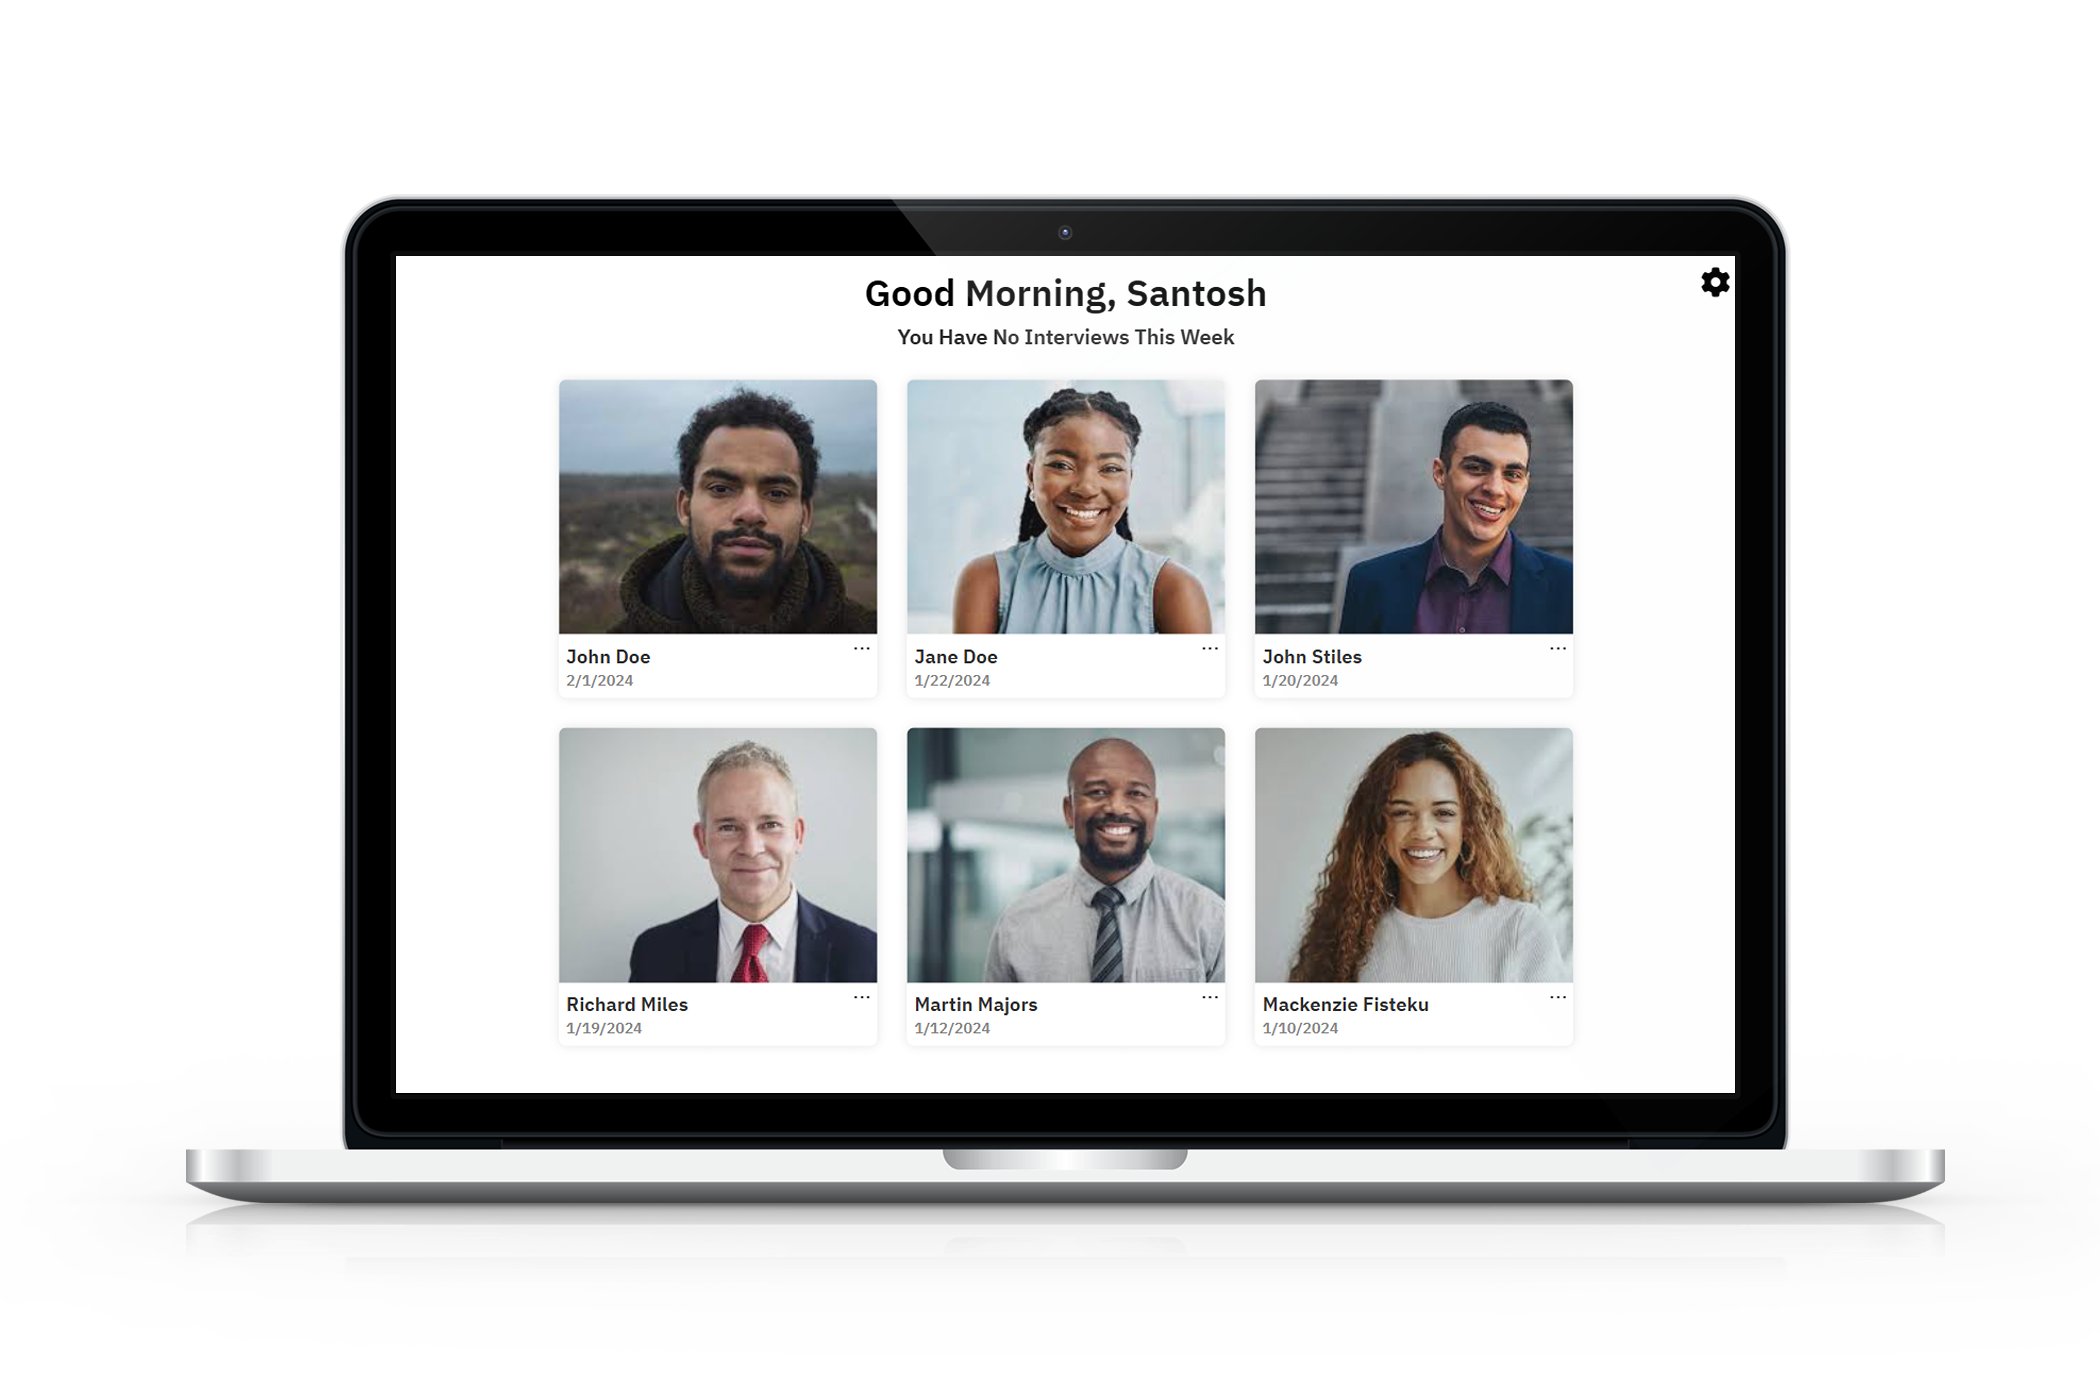 Good Morning, Santosh
You Have No Interviews This Week
John Doe
2/1/2024
Jane Doe
1/22/2024
John Stiles
1/20/2024
Richard Miles
1/19/2024
Martin Majors
1/12/2024
Mackenzie Fisteku
1/10/2024